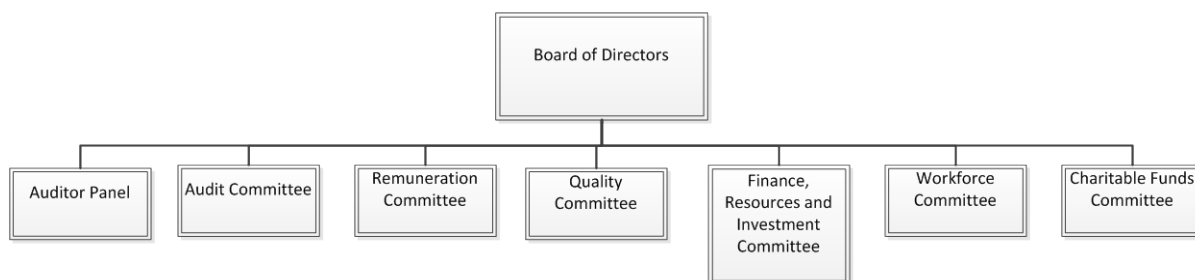 Board of Directors
Auditor Panel
Audit Committee
Remuneration
Committee
Quality
Committee
Finance,
Resources and
Investment
Committee
Workforce
Committee
Charitable Funds
Committee